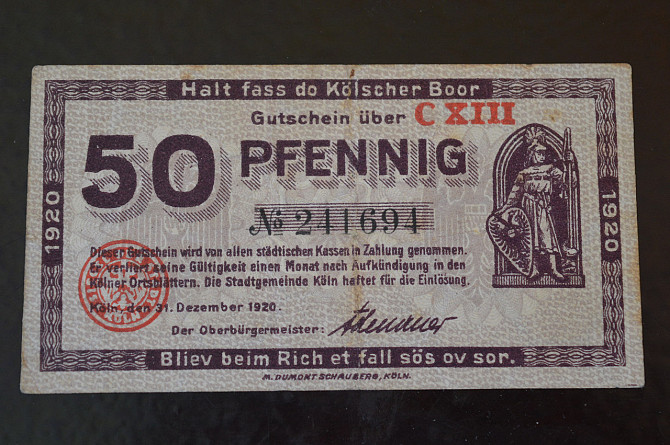 Halt fass do Kölscher Boor
Gutschein über C XIII
50 PFENNIG
№ 241694
1920
1920
Dieser Gutschein wird von allen städtischen Kassen in Zahlung genommen.
Er verliert seine Gültigkeit einen Monat nach Aufkündigung in den
Kölner Ortsblättern. Die Stadtgemeinde Köln haftet für die Einlösung.
Köln, den 31. Dezember 1920.
Der Oberbürgermeister: Adenauer
Bliev beim Rich et fall sös ov sor.
M. DUMONT SCHAUBERG, KÖLN.